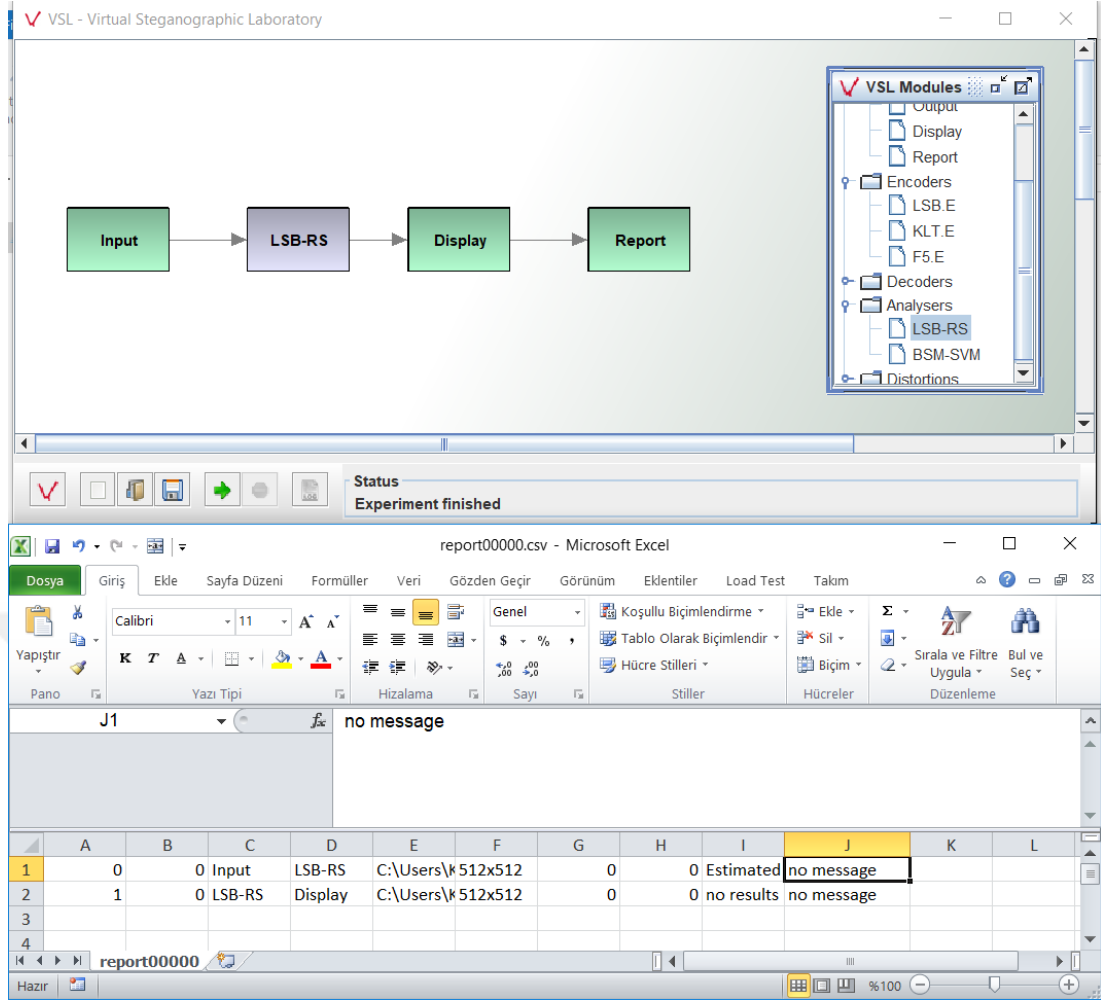 VSL - Virtual Steganographic Laboratory
VSL Modules
Output
Display
Report
Encoders
LSB.E
KLT.E
F5.E
Decoders
Analysers
LSB-RS
BSM-SVM
Distortions
Input
LSB-RS
Display
Report
LOG
Status
Experiment finished
report00000.csv - Microsoft Excel
Dosya Giriş Ekle Sayfa Düzeni Formüller Veri Gözden Geçir Görünüm Eklentiler Load Test Takım
Yapıştır
Calibri 11 A A
K T A A
Genel
$ % ,
Koşullu Biçimlendirme
Tablo Olarak Biçimlendir
Hücre Stilleri
Ekle
Sil
Biçim
Σ
Sırala ve Filtre Uygula
Bul ve Seç
Pano Yazı Tipi Hizalama Sayı Stiller Hücreler Düzenleme
J1 fx no message
A B C D E F G H I J K L
1 0 0 Input LSB-RS C:\Users\K 512x512 0 0 Estimated no message
2 1 0 LSB-RS Display C:\Users\K 512x512 0 0 no results no message
3
4
report00000
Hazır %100